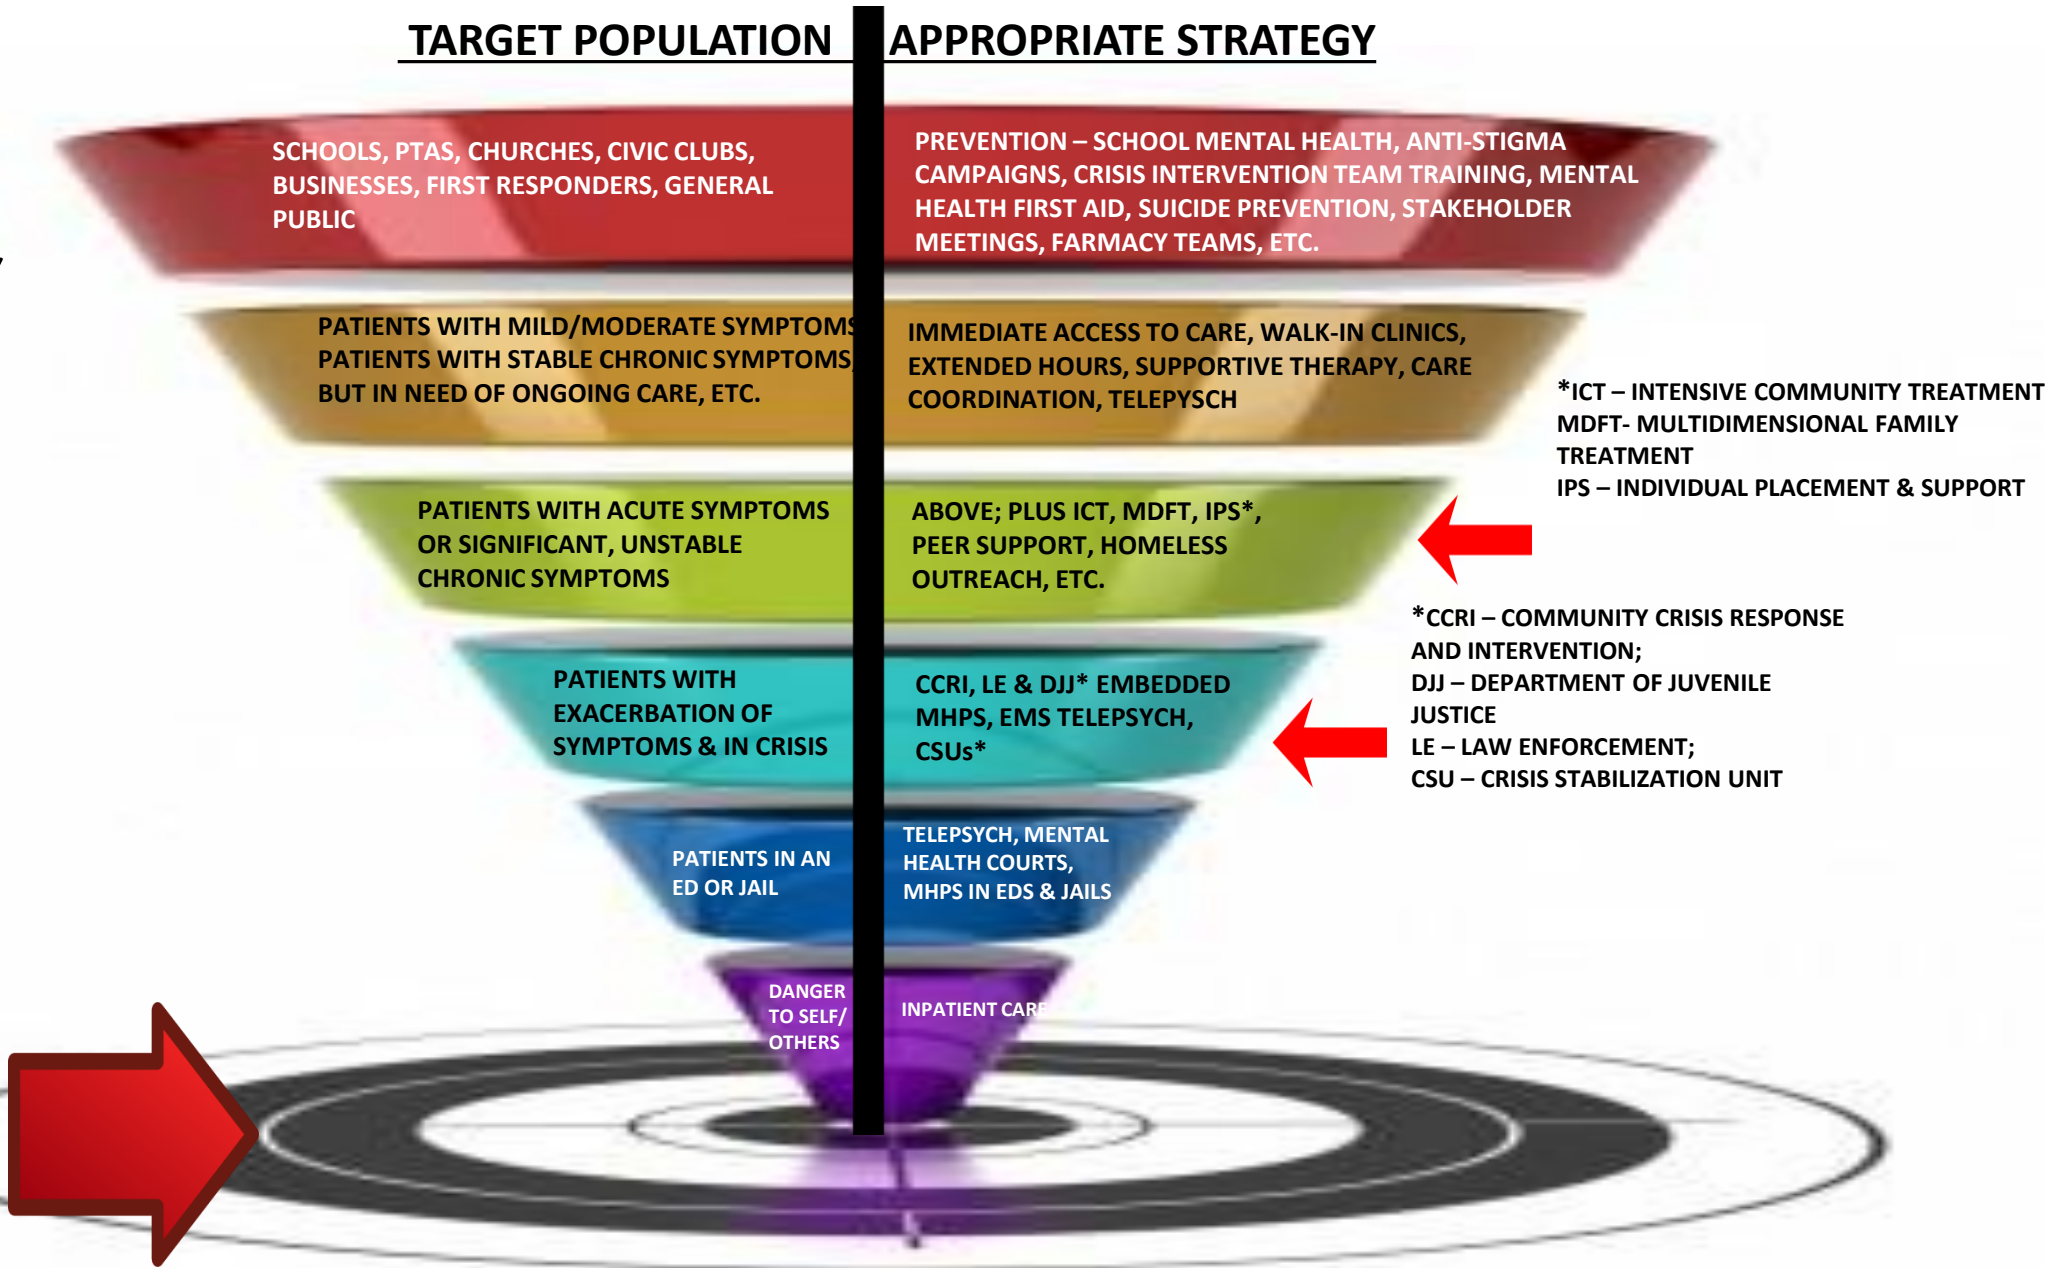 TARGET POPULATION
APPROPRIATE STRATEGY
SCHOOLS, PTAS, CHURCHES, CIVIC CLUBS,
BUSINESSES, FIRST RESPONDERS, GENERAL
PUBLIC
PREVENTION – SCHOOL MENTAL HEALTH, ANTI-STIGMA
CAMPAIGNS, CRISIS INTERVENTION TEAM TRAINING, MENTAL
HEALTH FIRST AID, SUICIDE PREVENTION, STAKEHOLDER
MEETINGS, FARMACY TEAMS, ETC.
PATIENTS WITH MILD/MODERATE SYMPTOMS
PATIENTS WITH STABLE CHRONIC SYMPTOMS,
BUT IN NEED OF ONGOING CARE, ETC.
IMMEDIATE ACCESS TO CARE, WALK-IN CLINICS,
EXTENDED HOURS, SUPPORTIVE THERAPY, CARE
COORDINATION, TELEPYSCH
*ICT – INTENSIVE COMMUNITY TREATMENT
MDFT- MULTIDIMENSIONAL FAMILY
TREATMENT
IPS – INDIVIDUAL PLACEMENT & SUPPORT
PATIENTS WITH ACUTE SYMPTOMS
OR SIGNIFICANT, UNSTABLE
CHRONIC SYMPTOMS
ABOVE; PLUS ICT, MDFT, IPS*,
PEER SUPPORT, HOMELESS
OUTREACH, ETC.
*CCRI – COMMUNITY CRISIS RESPONSE
AND INTERVENTION;
DJJ – DEPARTMENT OF JUVENILE
JUSTICE
LE – LAW ENFORCEMENT;
CSU – CRISIS STABILIZATION UNIT
PATIENTS WITH
EXACERBATION OF
SYMPTOMS & IN CRISIS
CCRI, LE & DJJ* EMBEDDED
MHPS, EMS TELEPSYCH,
CSUs*
PATIENTS IN AN
ED OR JAIL
TELEPSYCH, MENTAL
HEALTH COURTS,
MHPS IN EDS & JAILS
DANGER
TO SELF/
OTHERS
INPATIENT CARE